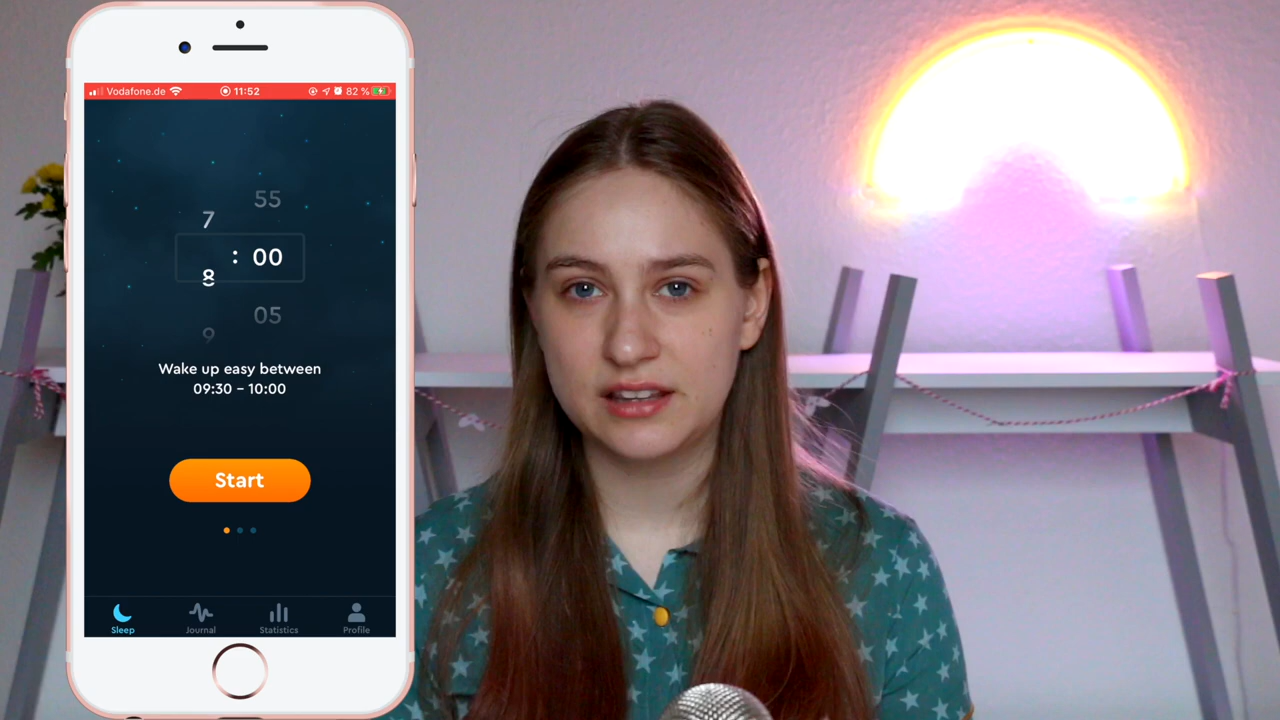 Vodafone.de 11:52 82 %
55
7
: 00
8
05
9
Wake up easy between
09:30 – 10:00
Start
Sleep Journal Statistics Profile